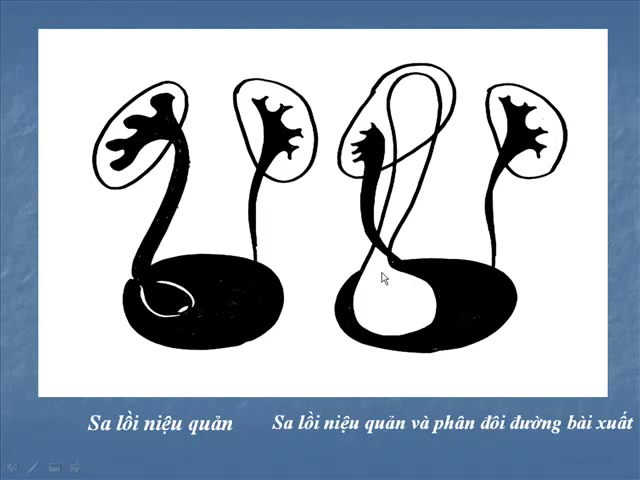 Sa lồi niệu quản
Sa lồi niệu quản và phân đôi đường bài xuất